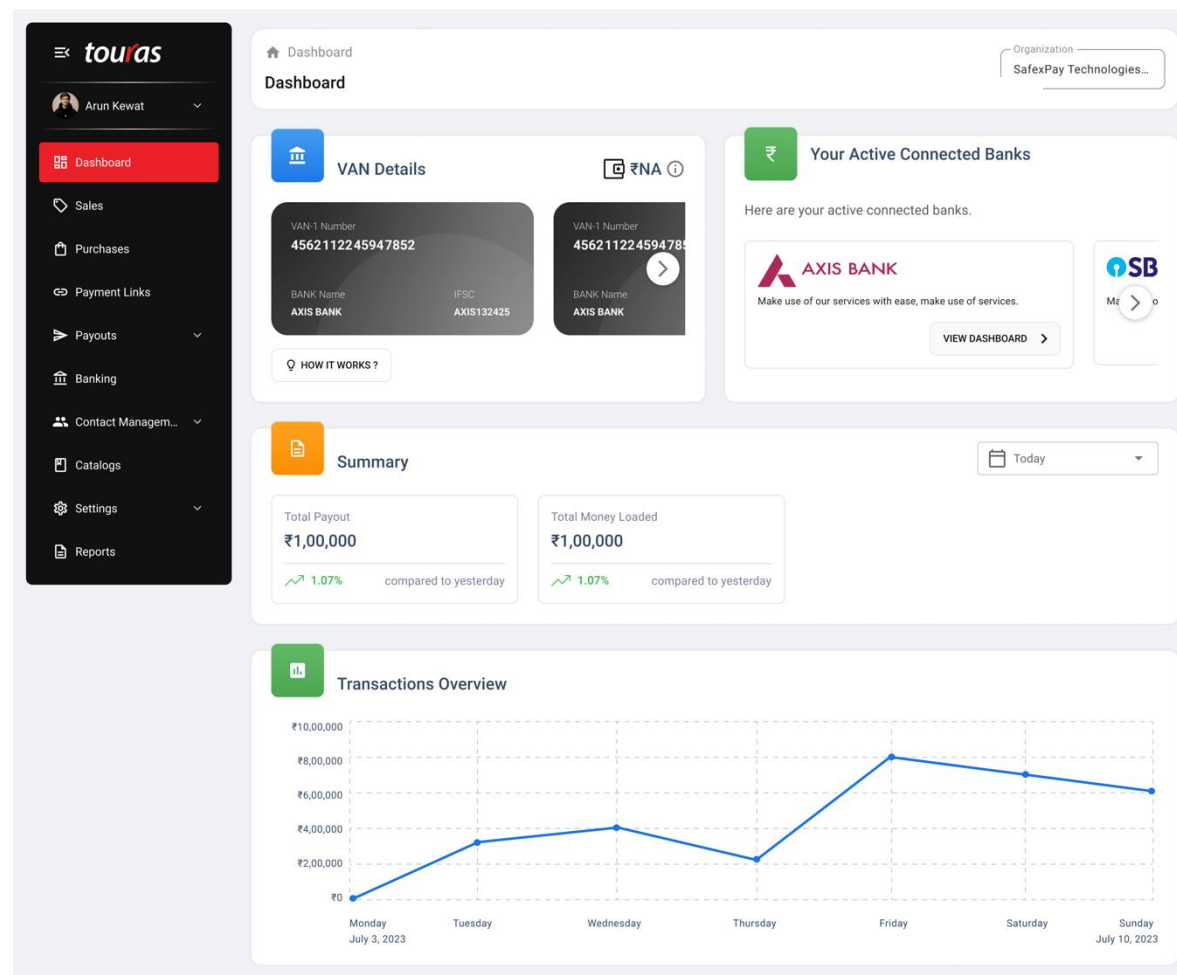 touras
Arun Kewat
Dashboard
Sales
Purchases
Payment Links
Payouts
Banking
Contact Managem...
Catalogs
Settings
Reports
Dashboard
Dashboard
Organization
SafexPay Technologies...
VAN Details
₹NA
VAN-1 Number
4562112245947852
BANK Name IFSC
AXIS BANK AXIS132425
VAN-1 Number
456211224594785
BANK Name
AXIS BANK
HOW IT WORKS ?
Your Active Connected Banks
Here are your active connected banks.
AXIS BANK
Make use of our services with ease, make use of services.
VIEW DASHBOARD
SB
Summary
Today
Total Payout
₹1,00,000
1.07% compared to yesterday
Total Money Loaded
₹1,00,000
1.07% compared to yesterday
Transactions Overview
₹10,00,000
₹8,00,000
₹6,00,000
₹4,00,000
₹2,00,000
₹0
Monday Tuesday Wednesday Thursday Friday Saturday Sunday
July 3, 2023 July 10, 2023